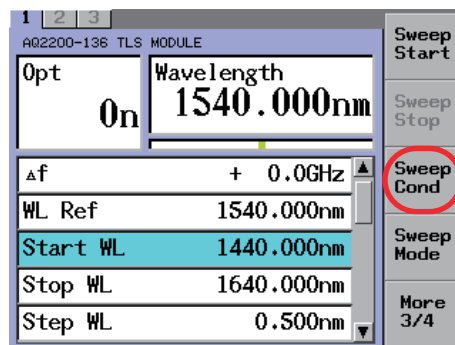 1 2 3
AQ2200-136 TLS MODULE
Opt
On
Wavelength
1540.000nm
▵f + 0.0GHz
WL Ref 1540.000nm
Start WL 1440.000nm
Stop WL 1640.000nm
Step WL 0.500nm
Sweep
Start
Sweep
Stop
Sweep
Cond
Sweep
Mode
More
3/4